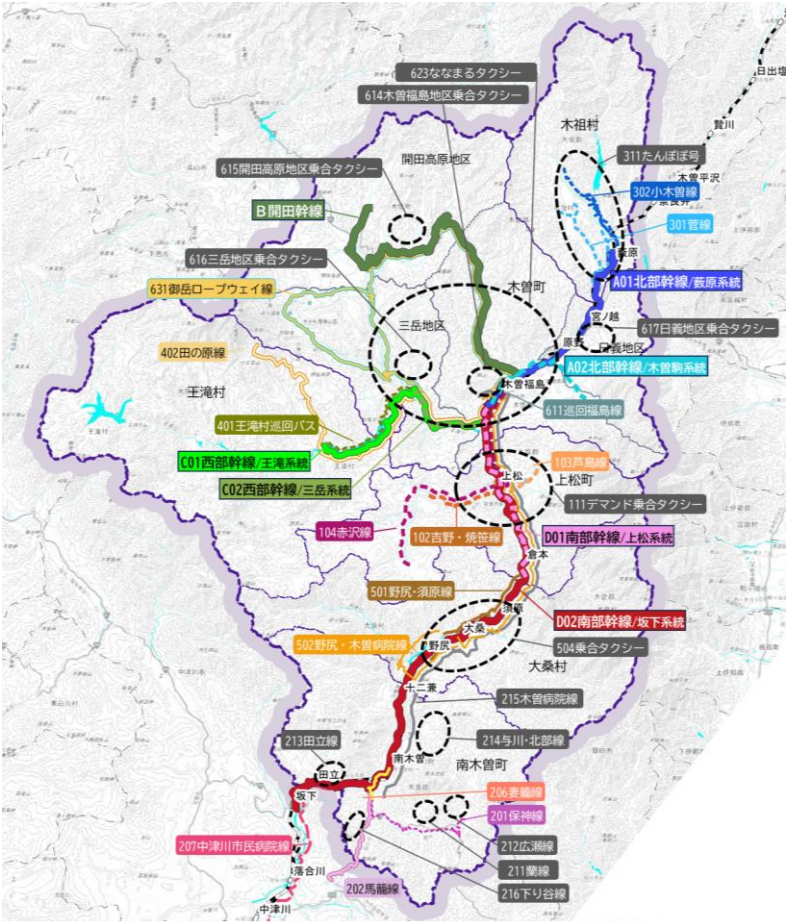 日出塩
623ななまるタクシー
614木曽福島地区乗合タクシー
贄川
木祖村
311たんぽぽ号
開田高原地区
615開田高原地区乗合タクシー
木曽平沢
302小木曽線
奈良井
B開田幹線
301菅線
616三岳地区乗合タクシー
藪原
A01北部幹線/藪原系統
631御岳ロープウェイ線
木曽町
宮ノ越
三岳地区
617日義地区乗合タクシー
原野
日義地区
402田の原線
A02北部幹線/木曽駒系統
王滝村
木曽福島
611巡回福島線
401王滝村巡回バス
103芦島線
C01西部幹線/王滝系統
上松
上松町
C02西部幹線/三岳系統
111デマンド乗合タクシー
104赤沢線
102吉野・焼笹線
D01南部幹線/上松系統
倉本
501野尻・須原線
須原
D02南部幹線/坂下系統
大桑
502野尻・木曽病院線
野尻
504乗合タクシー
大桑村
十二兼
215木曽病院線
214与川・北部線
213田立線
南木曽
南木曽町
田立
坂下
206妻籠線
201保神線
207中津川市民病院線
212広瀬線
211蘭線
落合川
202馬籠線
216下り谷線
中津川